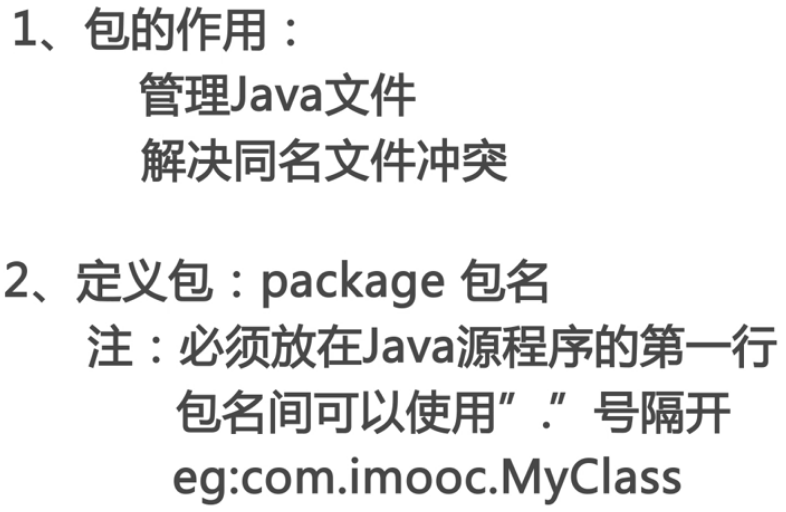 1、包的作用：
管理Java文件
解决同名文件冲突
2、定义包：package 包名
注：必须放在Java源程序的第一行
包名间可以使用”.”号隔开
eg:com.imooc.MyClass